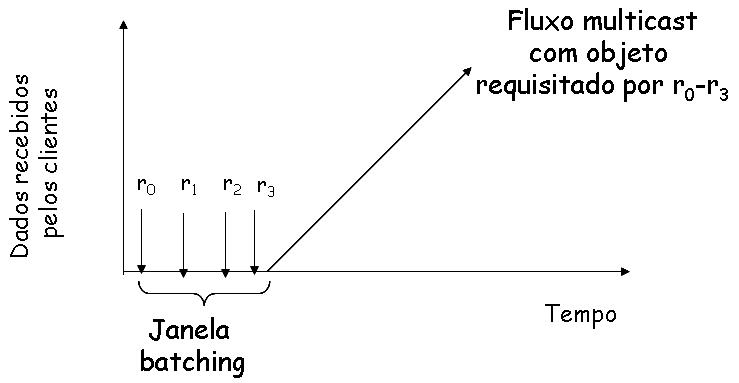 Fluxo multicast
com objeto
requisitado por r0-r3
Dados recebidos
pelos clientes
r0
r1
r2
r3
Tempo
Janela
batching